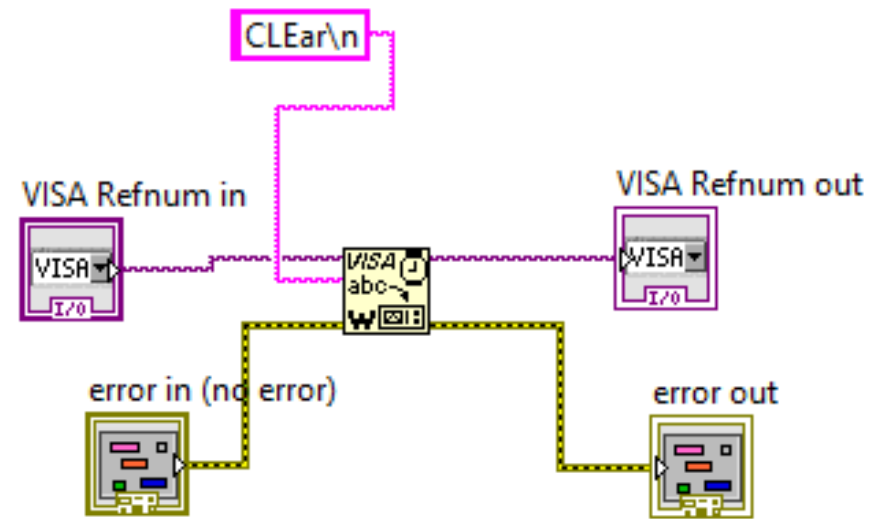 CLEar\n
VISA Refnum in
VISA Refnum out
VISA
I/O
VISA
abc
W
VISA
I/O
error in (no error)
error out